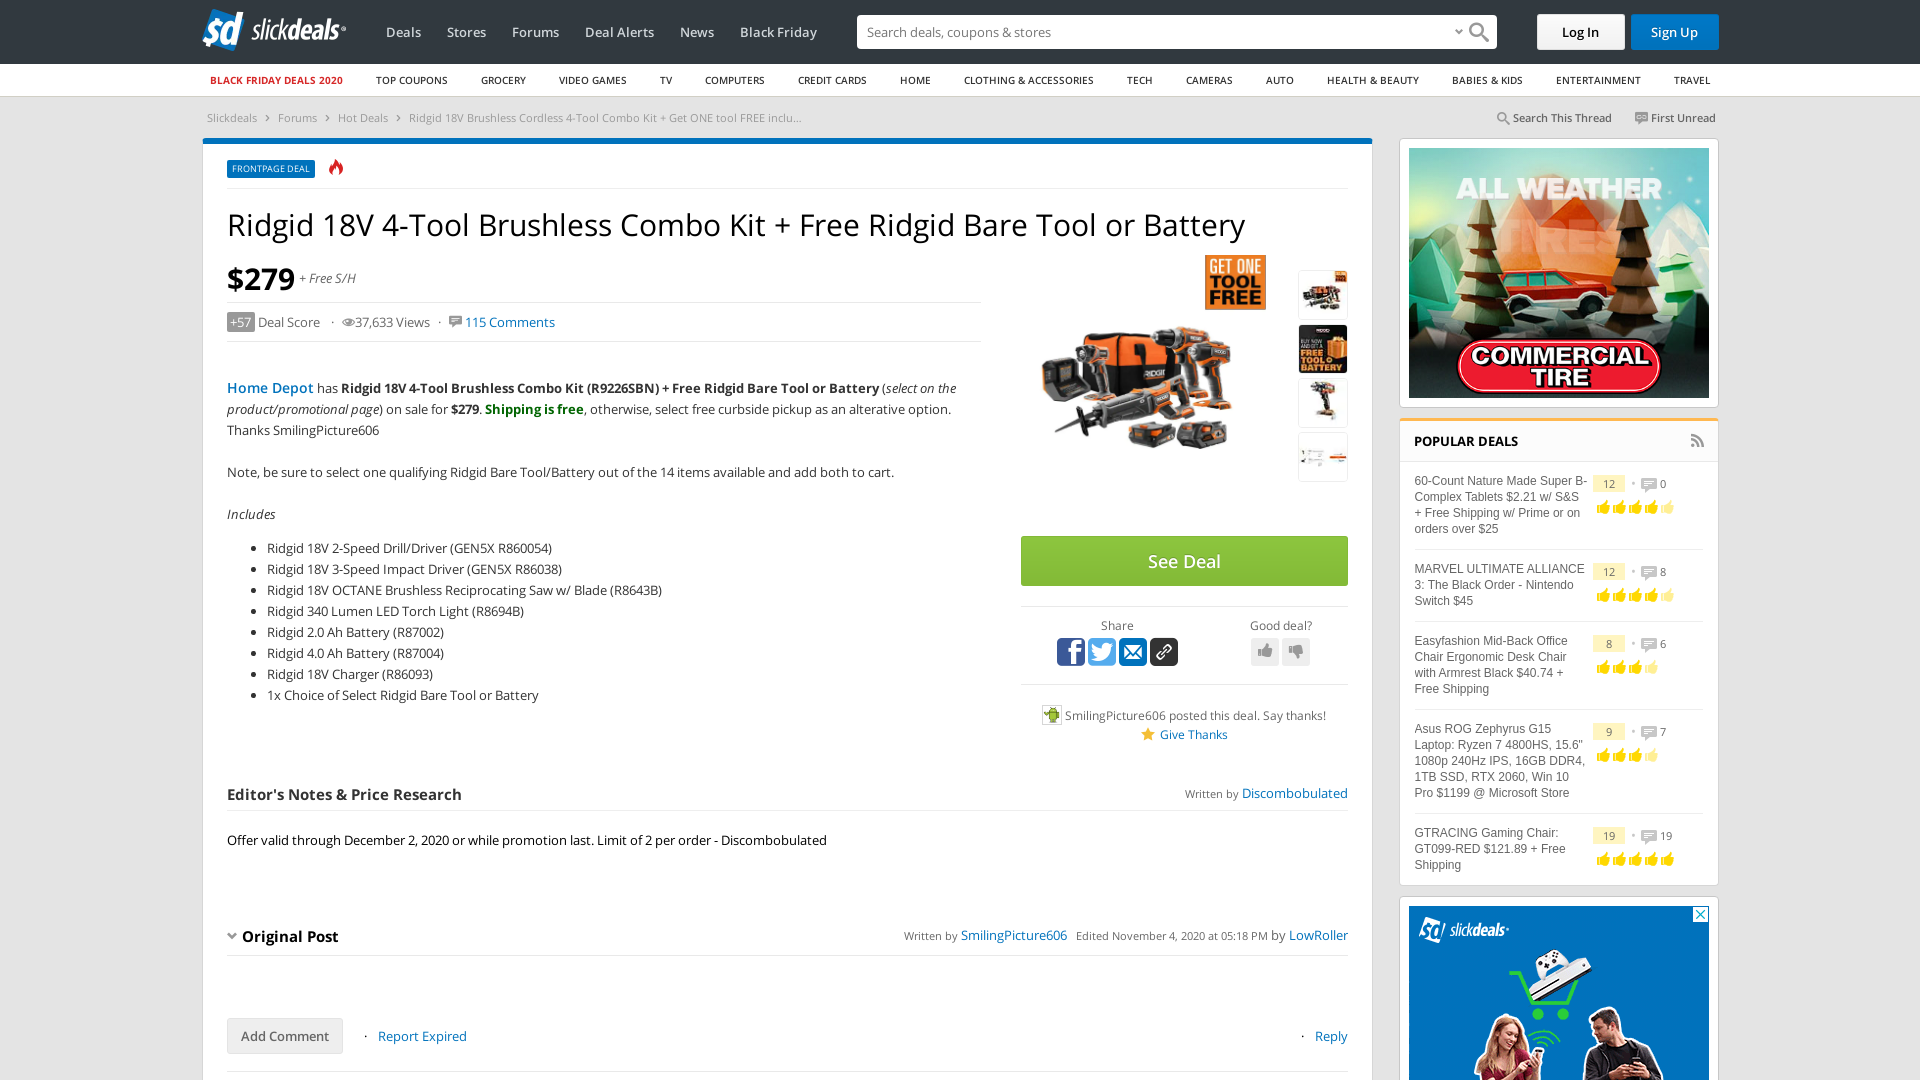 slickdeals
Deals
Stores
Forums
Deal Alerts
News
Black Friday
Search deals, coupons & stores
Log In
Sign Up
BLACK FRIDAY DEALS 2020
TOP COUPONS
GROCERY
VIDEO GAMES
TV
COMPUTERS
CREDIT CARDS
HOME
CLOTHING & ACCESSORIES
TECH
CAMERAS
AUTO
HEALTH & BEAUTY
BABIES & KIDS
ENTERTAINMENT
TRAVEL
Slickdeals › Forums › Hot Deals › Ridgid 18V Brushless Cordless 4-Tool Combo Kit + Get ONE tool FREE inclu...
Search This Thread
First Unread
FRONTPAGE DEAL
Ridgid 18V 4-Tool Brushless Combo Kit + Free Ridgid Bare Tool or Battery
$279 + Free S/H
+57 Deal Score · 37,633 Views · 115 Comments
Home Depot has Ridgid 18V 4-Tool Brushless Combo Kit (R9226SBN) + Free Ridgid Bare Tool or Battery (select on the
product/promotional page) on sale for $279. Shipping is free, otherwise, select free curbside pickup as an alterative option.
Thanks SmilingPicture606
Note, be sure to select one qualifying Ridgid Bare Tool/Battery out of the 14 items available and add both to cart.
Includes
Ridgid 18V 2-Speed Drill/Driver (GEN5X R860054)
Ridgid 18V 3-Speed Impact Driver (GEN5X R86038)
Ridgid 18V OCTANE Brushless Reciprocating Saw w/ Blade (R8643B)
Ridgid 340 Lumen LED Torch Light (R8694B)
Ridgid 2.0 Ah Battery (R87002)
Ridgid 4.0 Ah Battery (R87004)
Ridgid 18V Charger (R86093)
1x Choice of Select Ridgid Bare Tool or Battery
GET ONE
TOOL
FREE
RIDGID
BUY NOW
AND GET A
FREE
TOOL OR
BATTERY
See Deal
Share
Good deal?
SmilingPicture606 posted this deal. Say thanks!
Give Thanks
Editor's Notes & Price Research
Written by Discombobulated
Offer valid through December 2, 2020 or while promotion last. Limit of 2 per order - Discombobulated
Original Post
Written by SmilingPicture606 Edited November 4, 2020 at 05:18 PM by LowRoller
Add Comment
· Report Expired
· Reply
ALL WEATHER
TIRES
COMMERCIAL
TIRE
POPULAR DEALS
60-Count Nature Made Super B-
Complex Tablets $2.21 w/ S&S
+ Free Shipping w/ Prime or on
orders over $25
12 • 0
MARVEL ULTIMATE ALLIANCE
3: The Black Order - Nintendo
Switch $45
12 • 8
Easyfashion Mid-Back Office
Chair Ergonomic Desk Chair
with Armrest Black $40.74 +
Free Shipping
8 • 6
Asus ROG Zephyrus G15
Laptop: Ryzen 7 4800HS, 15.6"
1080p 240Hz IPS, 16GB DDR4,
1TB SSD, RTX 2060, Win 10
Pro $1199 @ Microsoft Store
9 • 7
GTRACING Gaming Chair:
GT099-RED $121.89 + Free
Shipping
19 • 19
slickdeals